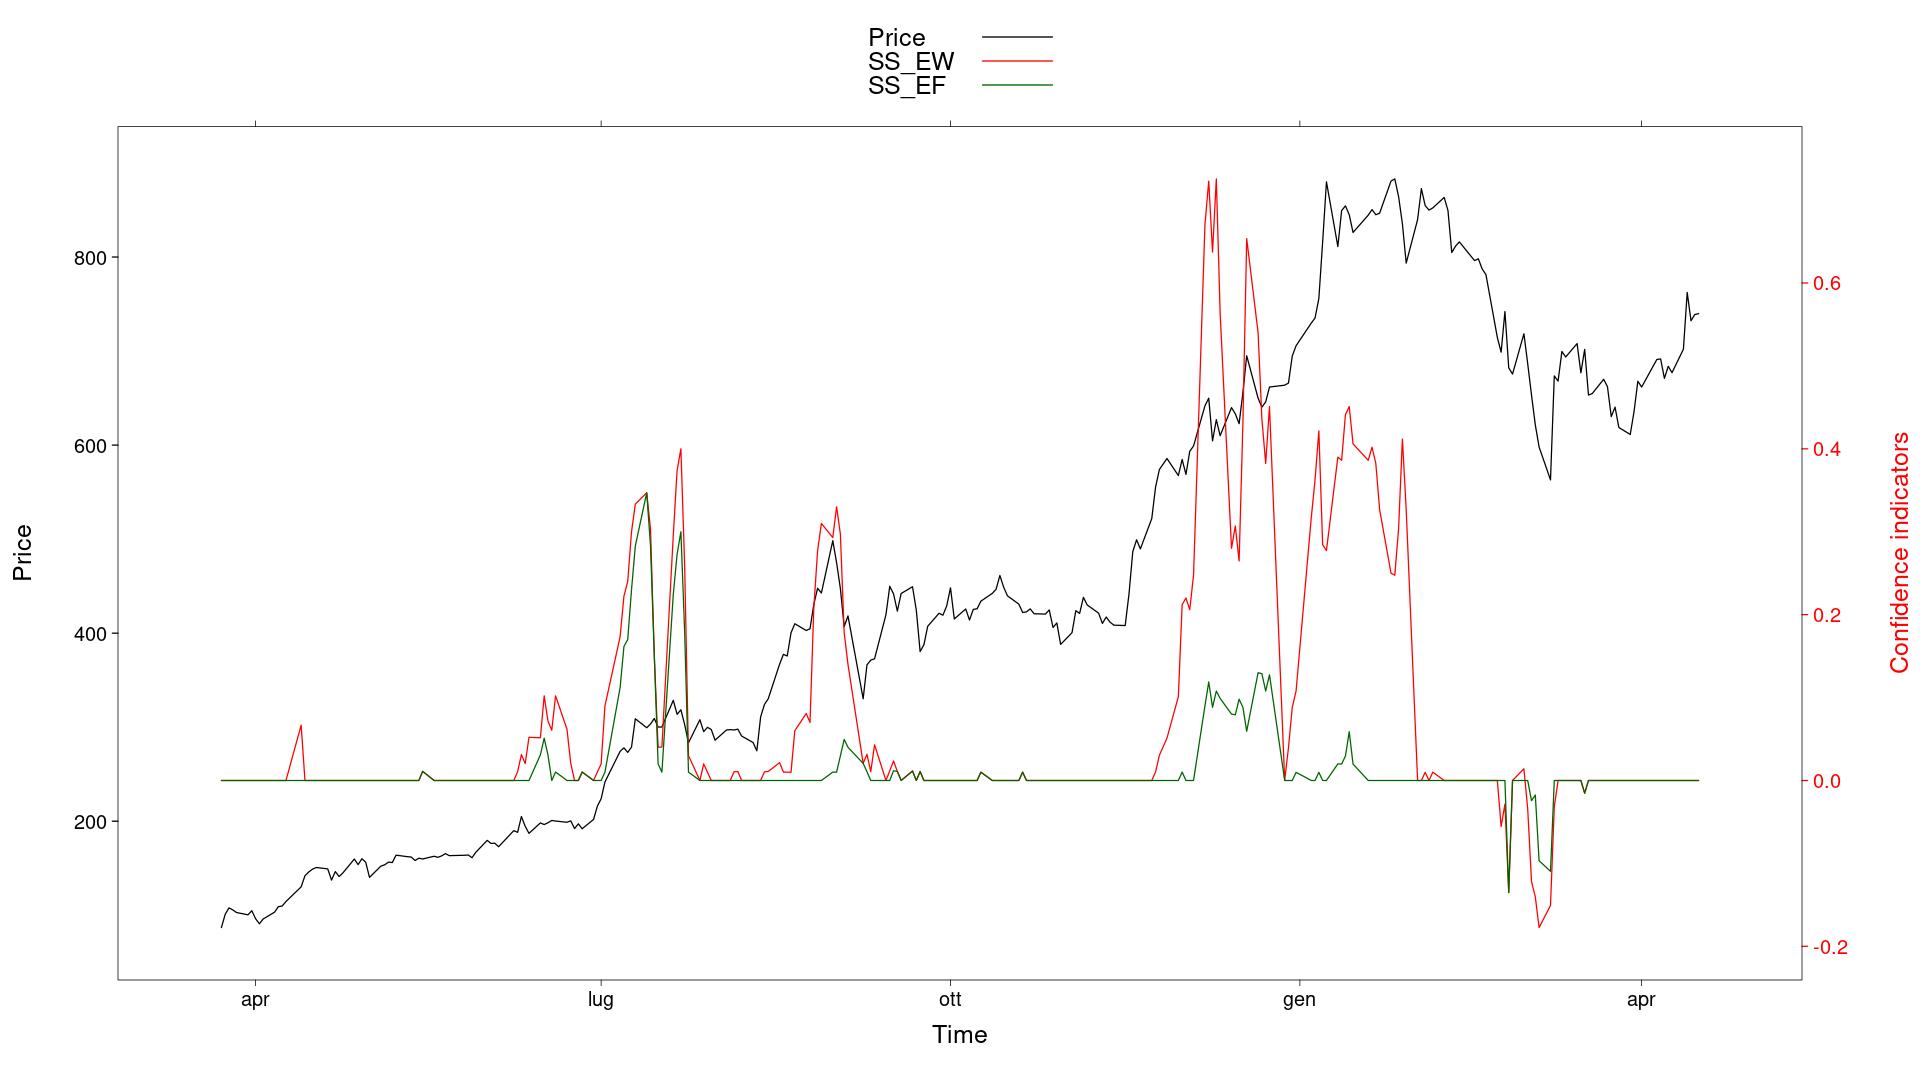 Price
SS_EW
SS_EF
800
600
400
200
Price
0.6
0.4
0.2
0.0
-0.2
Confidence indicators
apr
lug
ott
gen
apr
Time